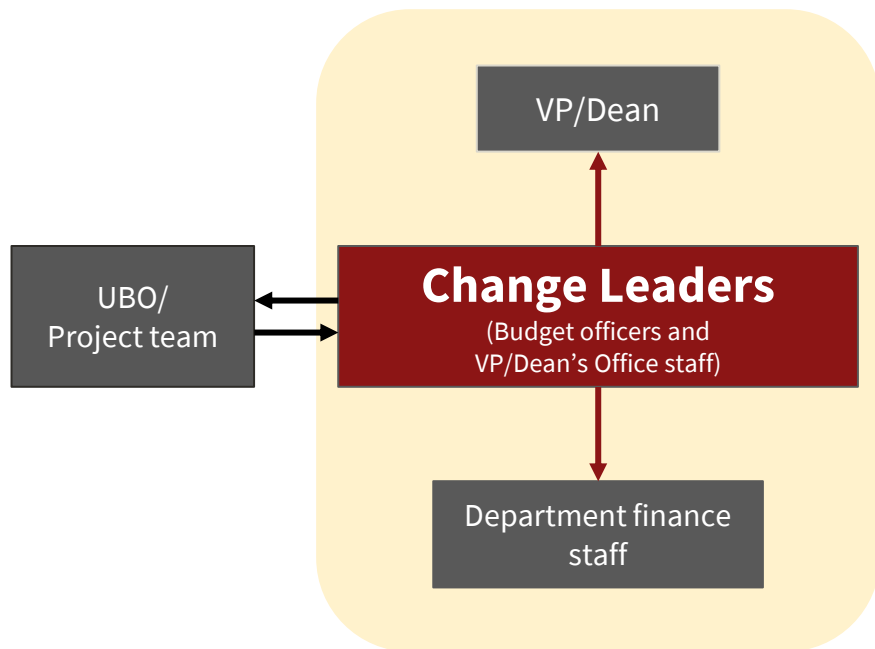 VP/Dean
UBO/
Project team
Change Leaders
(Budget officers and
VP/Dean’s Office staff)
Department finance
staff